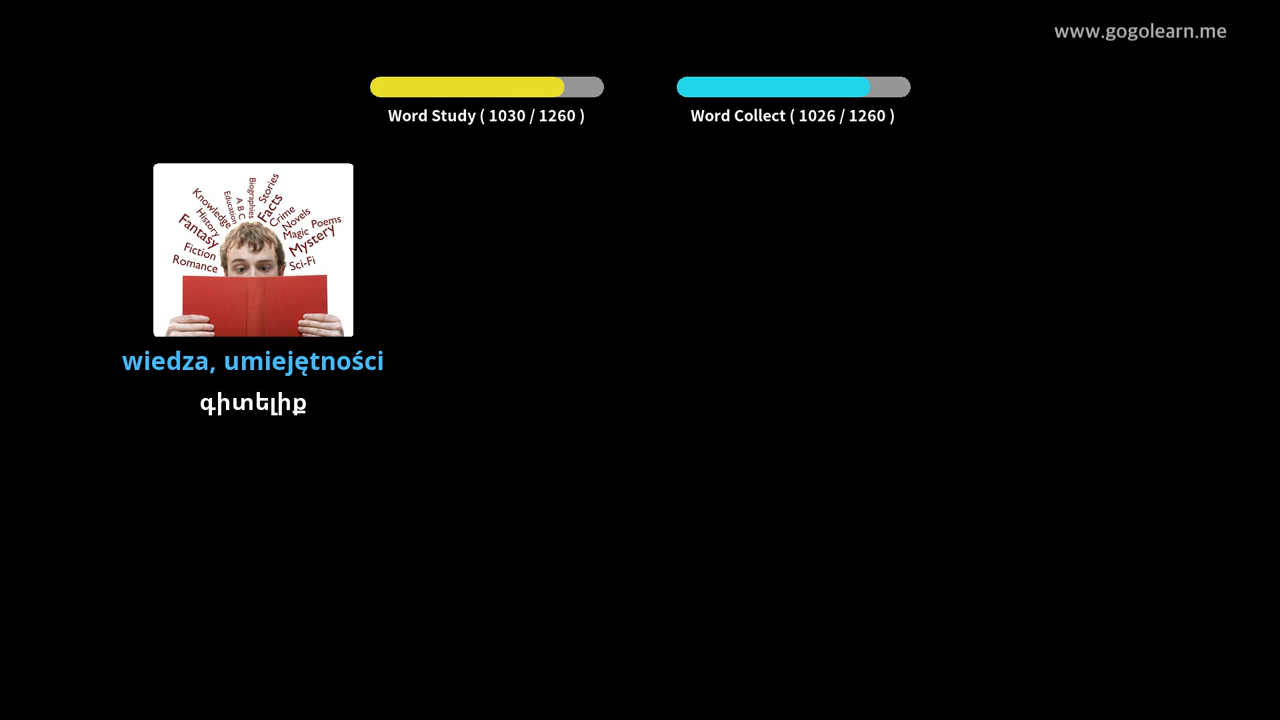 www.gogolearn.me
Word Study ( 1030 / 1260 )
Word Collect ( 1026 / 1260 )
Knowledge
History
Fantasy
Fiction
Romance
Education
A B C
Biographies
Stories
Facts
Crime
Novels
Magic
Poems
Mystery
Sci-Fi
wiedza, umiejętności
գիտելիք